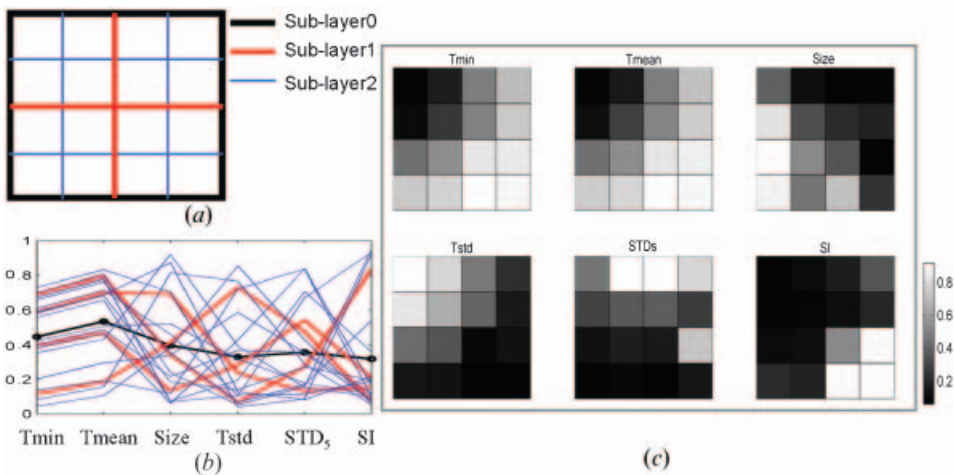 Sub-layer0
Sub-layer1
Sub-layer2
(a)
1
0.8
0.6
0.4
0.2
0
Tmin Tmean Size Tstd STD5 SI
(b)
Tmin Tmean Size
Tstd STDs SI
0.8
0.6
0.4
0.2
(c)